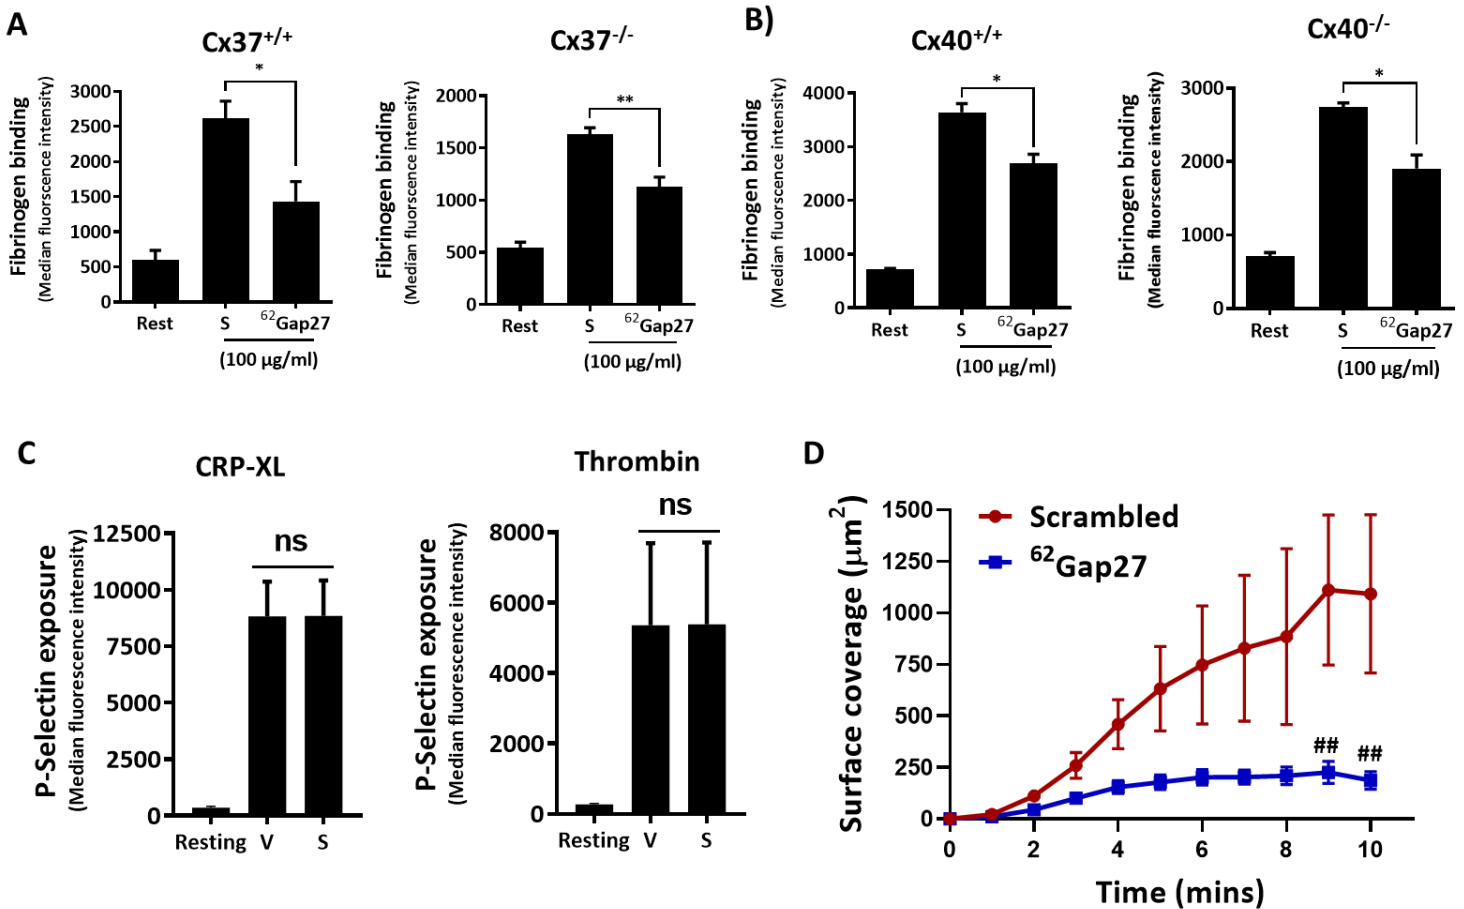 A
Cx37+/+
Fibrinogen binding
(Median fluorscence intensity)
3000
2500
2000
1500
1000
500
0
*
Rest
S
62Gap27
(100 µg/ml)
Cx37-/-
Fibrinogen binding
(Median fluorscence intensity)
2000
1500
1000
500
0
**
Rest
S
62Gap27
(100 µg/ml)
B)
Cx40+/+
Fibrinogen binding
(Median fluorscence intensity)
4000
3000
2000
1000
0
*
Rest
S
62Gap27
(100 µg/ml)
Cx40-/-
Fibrinogen binding
(Median fluorscence intensity)
3000
2000
1000
0
*
Rest
S
62Gap27
(100 µg/ml)
C
CRP-XL
P-Selectin exposure
(Median fluorescence intensity)
12500
10000
7500
5000
2500
0
ns
Resting
V
S
Thrombin
P-Selectin exposure
(Median fluorescence intensity)
8000
6000
4000
2000
0
ns
Resting
V
S
D
Surface coverage (µm2)
1500
1250
1000
750
500
250
0
Scrambled
62Gap27
##
##
0
2
4
6
8
10
Time (mins)